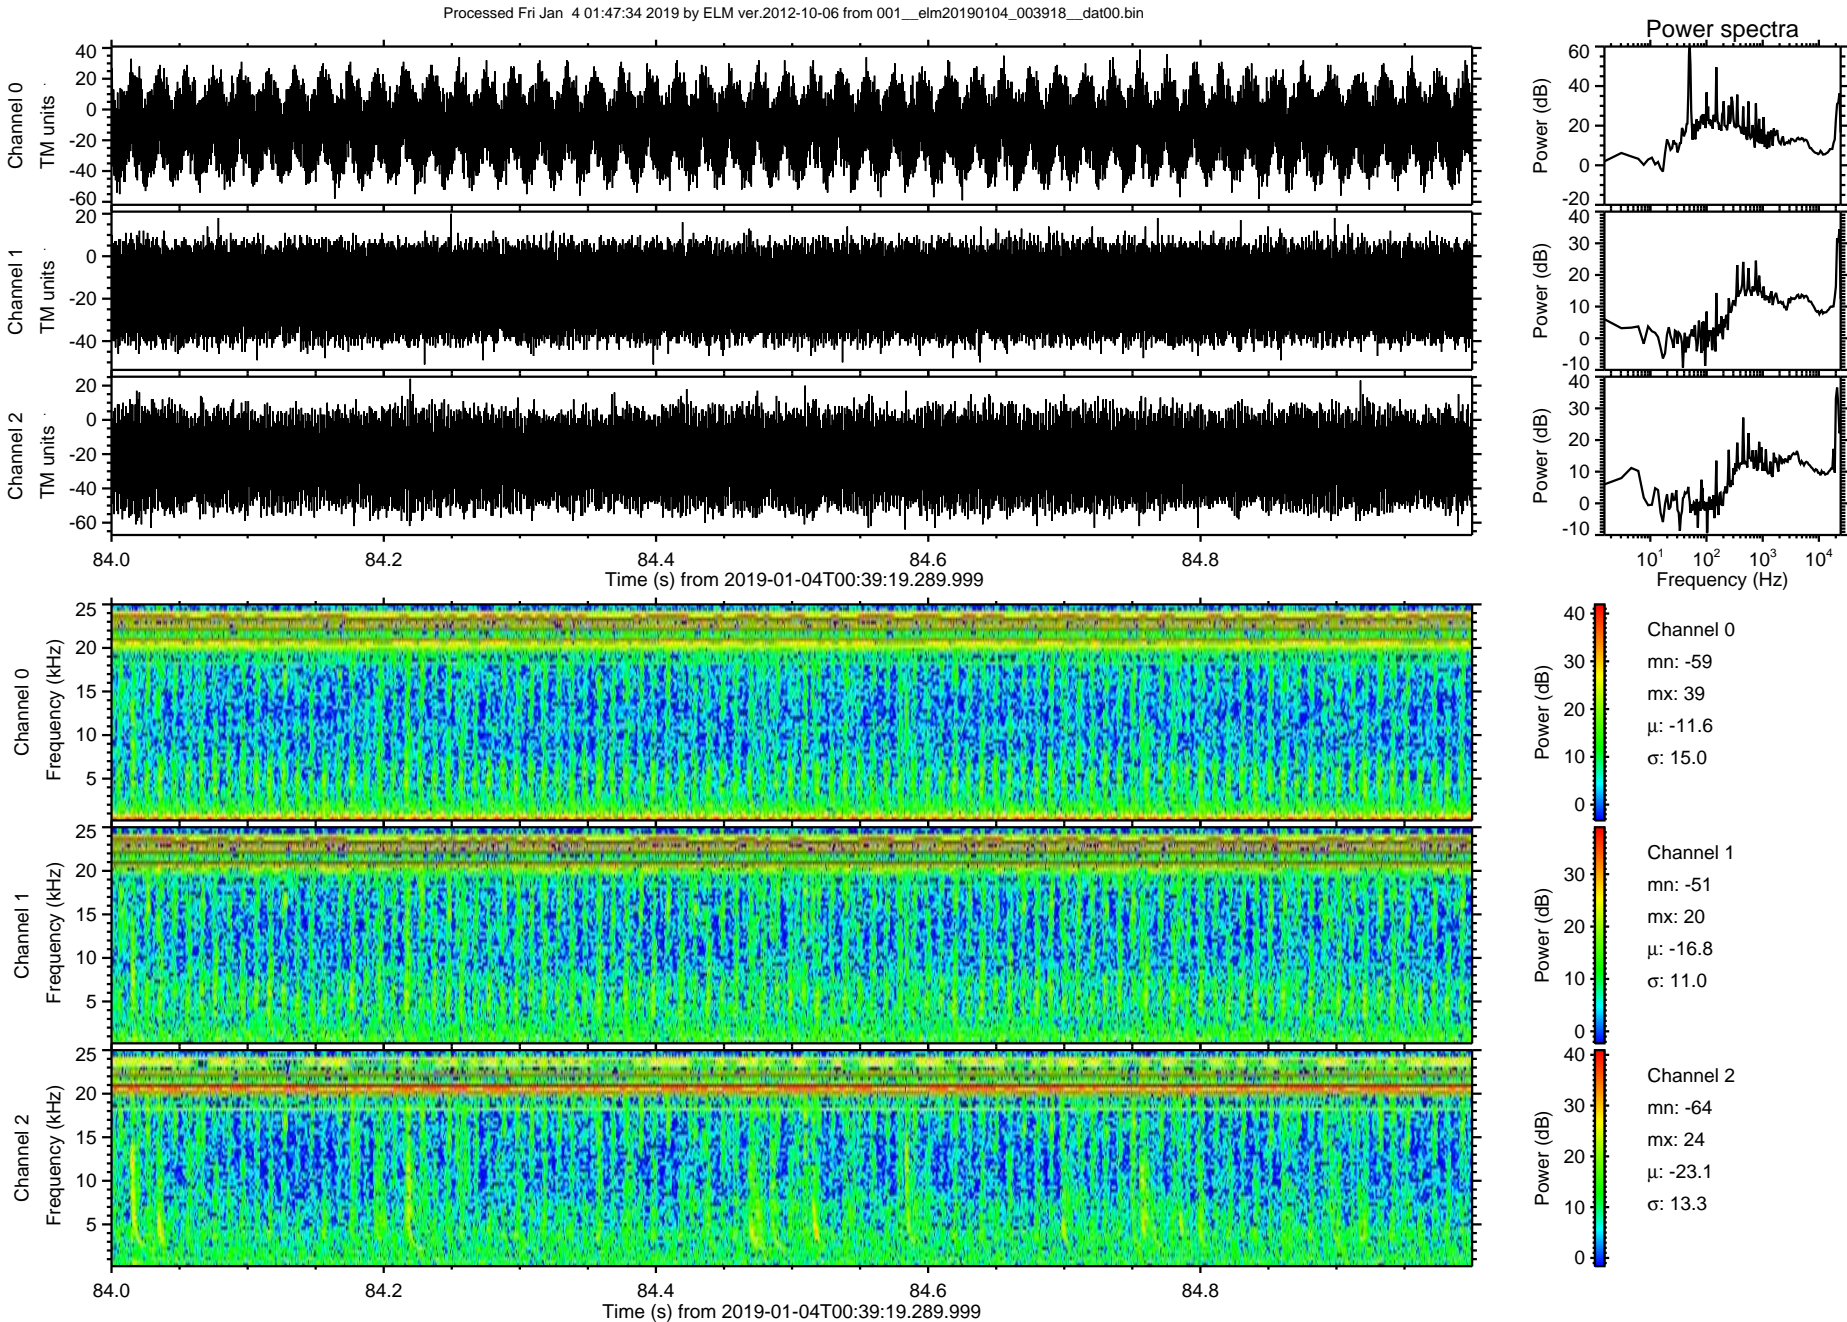 Processed Fri Jan  4 01:47:34 2019 by ELM ver.2012-10-06 from 001__elm20190104_003918__dat00.bin
Power spectra
Channel 0
TM units
40
20
0
-20
-40
-60
Power (dB)
60
40
20
0
-20
Channel 1
TM units
20
0
-20
-40
Power (dB)
40
30
20
10
0
-10
Channel 2
TM units
20
0
-20
-40
-60
Power (dB)
40
30
20
10
0
-10
84.0 84.2 84.4 84.6 84.8
Time (s) from 2019-01-04T00:39:19.289.999
10^1 10^2 10^3 10^4
Frequency (Hz)
Channel 0
Frequency (kHz)
25
20
15
10
5
Power (dB)
40
30
20
10
0
Channel 0
mn: -59
mx: 39
μ: -11.6
σ: 15.0
Channel 1
Frequency (kHz)
25
20
15
10
5
Power (dB)
30
20
10
0
Channel 1
mn: -51
mx: 20
μ: -16.8
σ: 11.0
Channel 2
Frequency (kHz)
25
20
15
10
5
Power (dB)
40
30
20
10
0
Channel 2
mn: -64
mx: 24
μ: -23.1
σ: 13.3
84.0 84.2 84.4 84.6 84.8
Time (s) from 2019-01-04T00:39:19.289.999